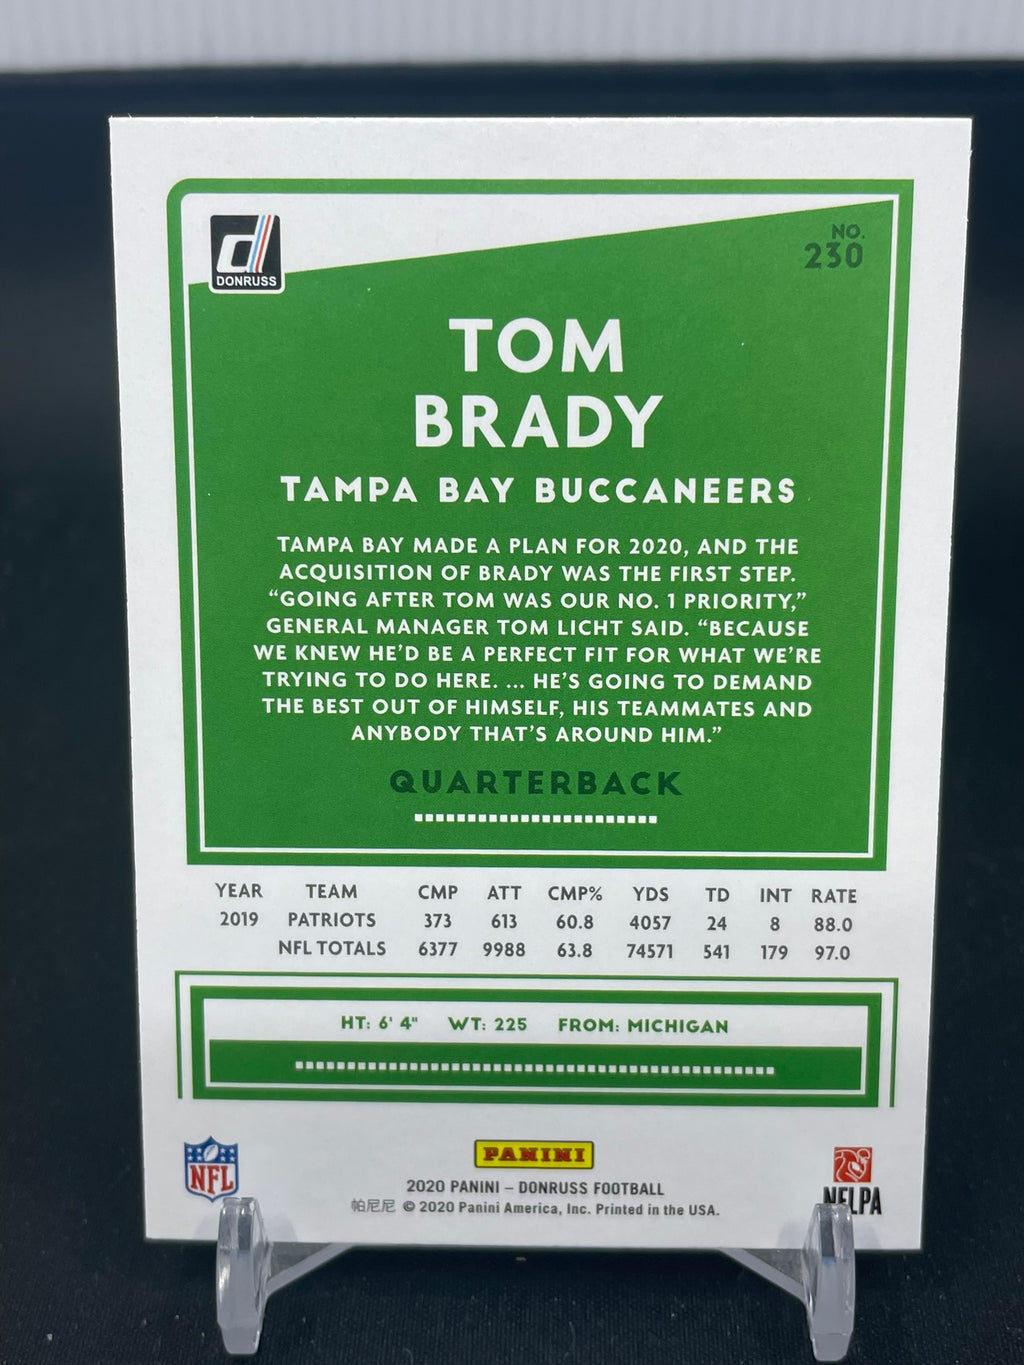 NO.
230
DONRUSS
TOM
BRADY
TAMPA BAY BUCCANEERS
TAMPA BAY MADE A PLAN FOR 2020, AND THE
ACQUISITION OF BRADY WAS THE FIRST STEP.
“GOING AFTER TOM WAS OUR NO. 1 PRIORITY,”
GENERAL MANAGER TOM LICHT SAID. “BECAUSE
WE KNEW HE’D BE A PERFECT FIT FOR WHAT WE’RE
TRYING TO DO HERE. ... HE’S GOING TO DEMAND
THE BEST OUT OF HIMSELF, HIS TEAMMATES AND
ANYBODY THAT’S AROUND HIM.”
QUARTERBACK
YEAR TEAM CMP ATT CMP% YDS TD INT RATE
2019 PATRIOTS 373 613 60.8 4057 24 8 88.0
NFL TOTALS 6377 9988 63.8 74571 541 179 97.0
HT: 6' 4" WT: 225 FROM: MICHIGAN
NFL
PANINI
NFLPA
2020 PANINI – DONRUSS FOOTBALL
帕尼尼 © 2020 Panini America, Inc. Printed in the USA.